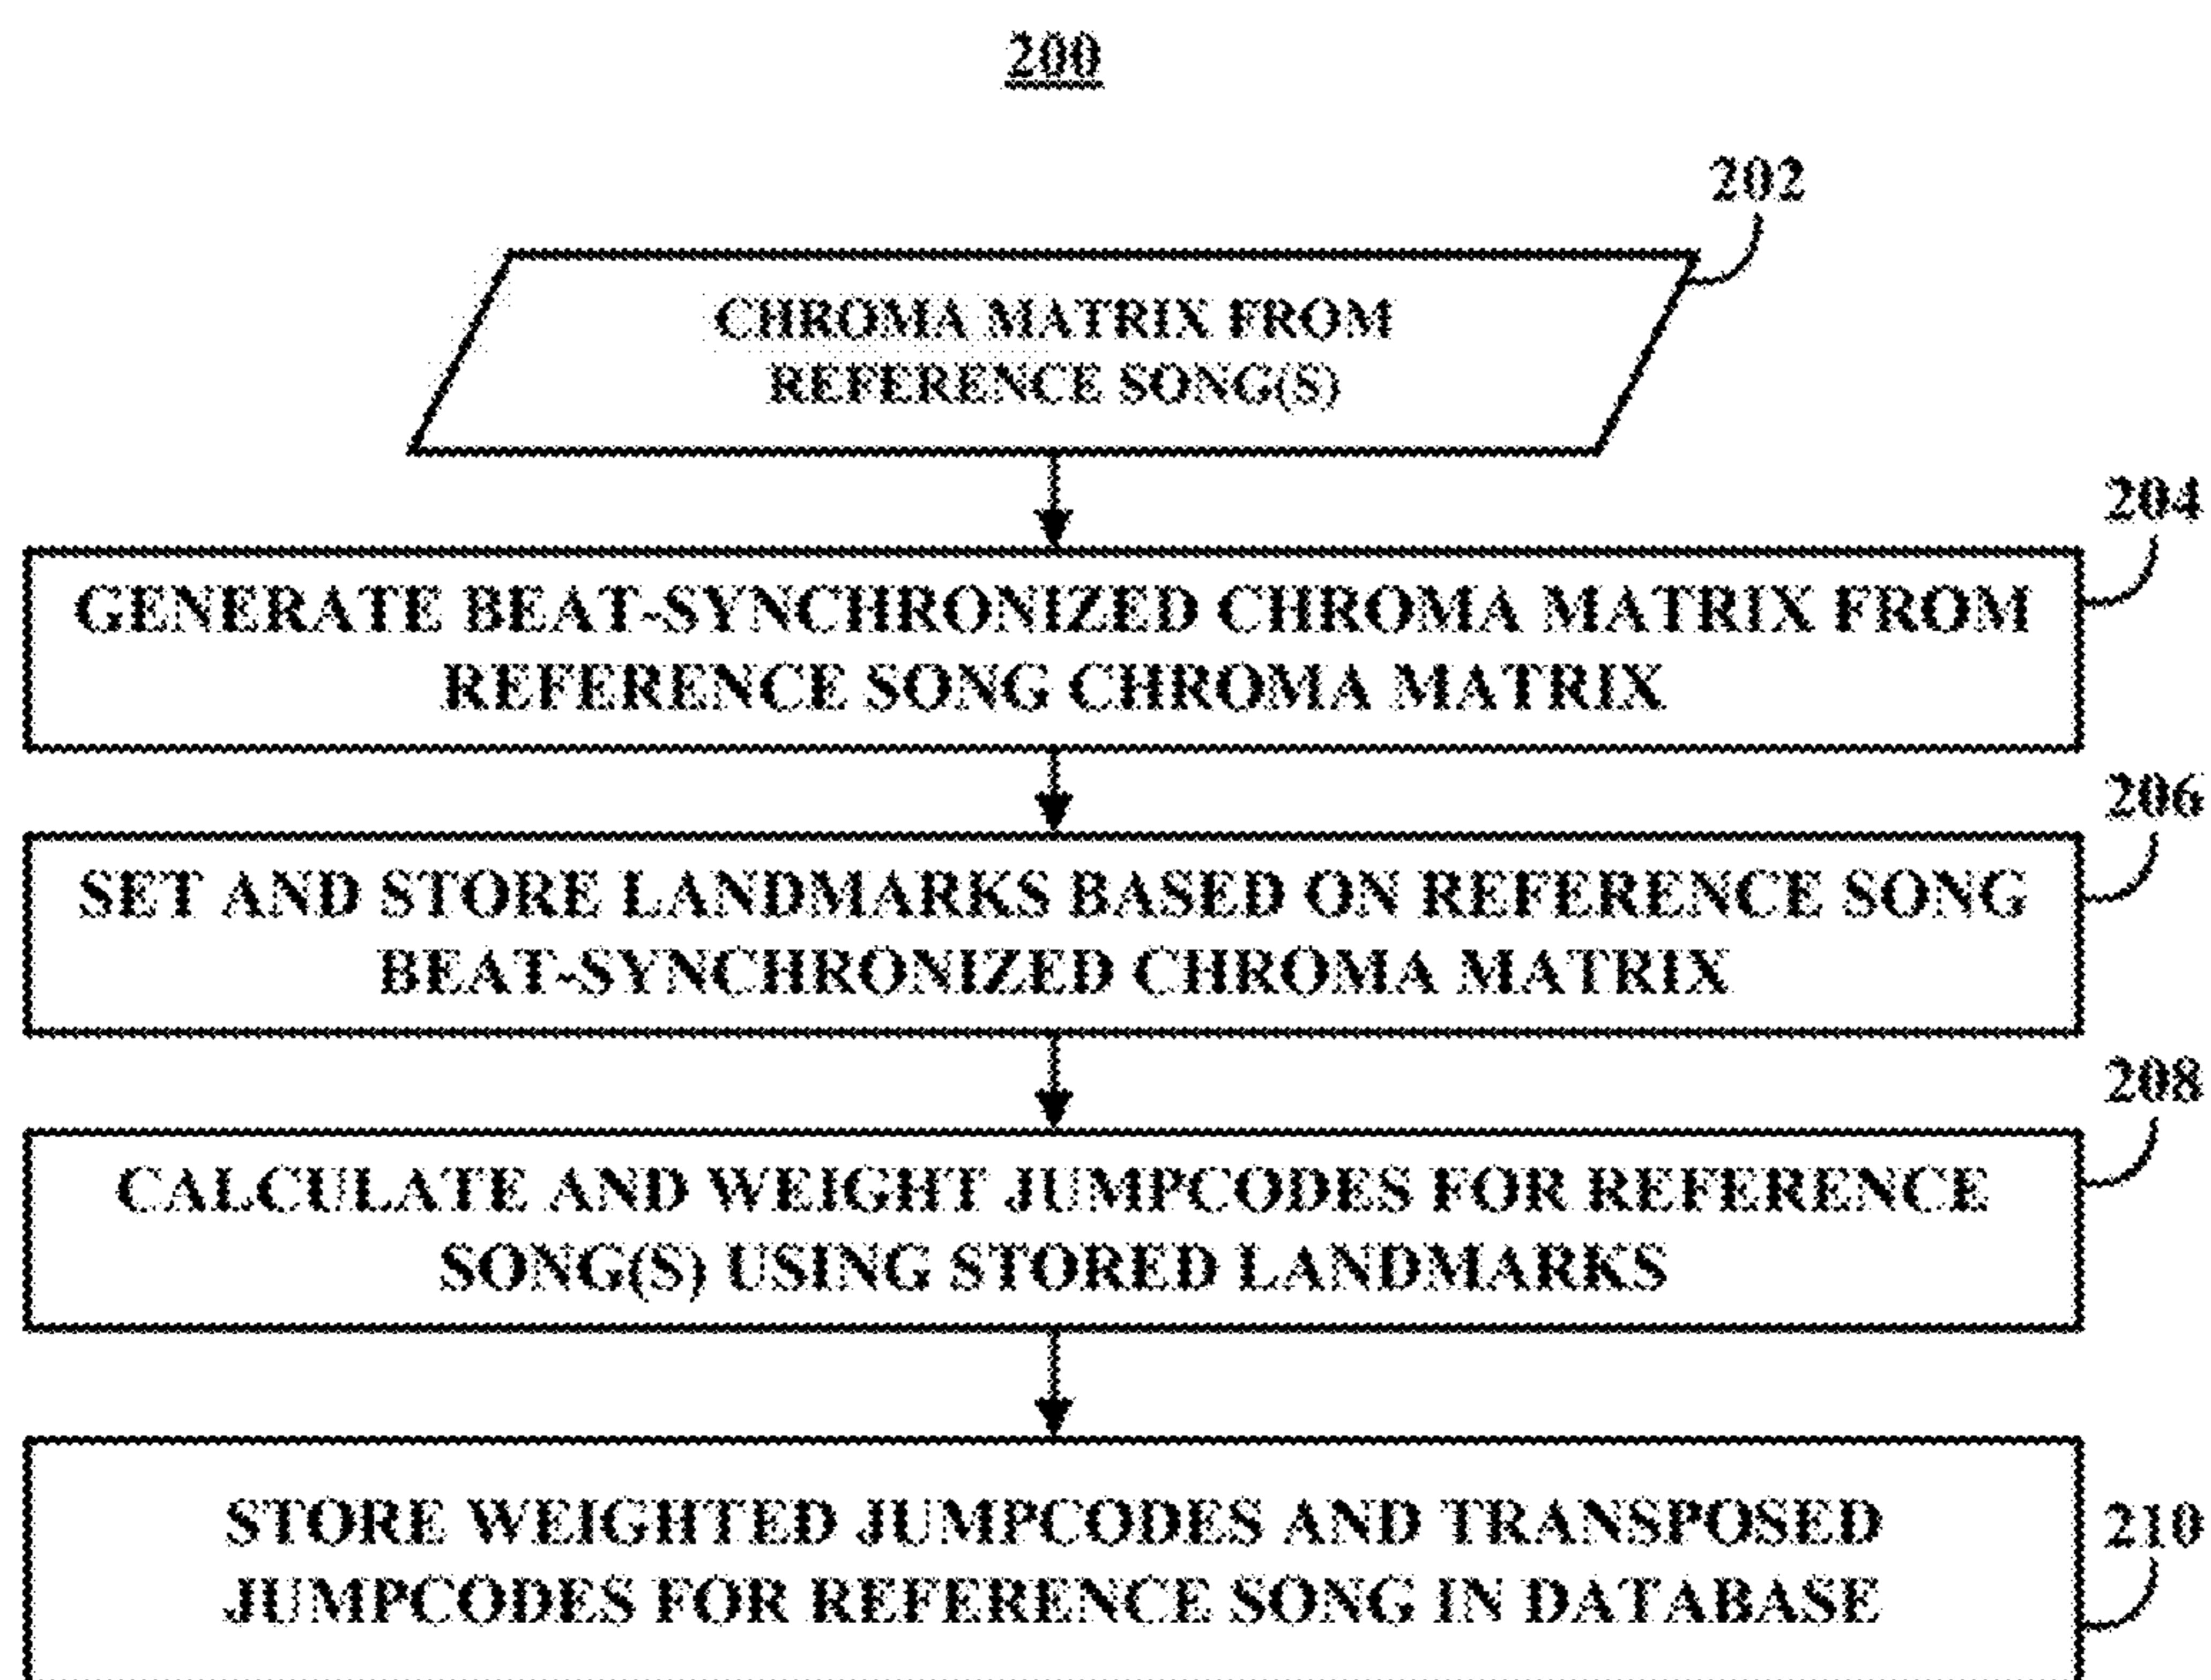 200
202
CHROMA MATRIX FROM
REFERENCE SONG(S)
204
GENERATE BEAT-SYNCHRONIZED CHROMA MATRIX FROM
REFERENCE SONG CHROMA MATRIX
206
SET AND STORE LANDMARKS BASED ON REFERENCE SONG
BEAT-SYNCHRONIZED CHROMA MATRIX
208
CALCULATE AND WEIGHT JUMPCODES FOR REFERENCE
SONG(S) USING STORED LANDMARKS
210
STORE WEIGHTED JUMPCODES AND TRANSPOSED
JUMPCODES FOR REFERENCE SONG IN DATABASE